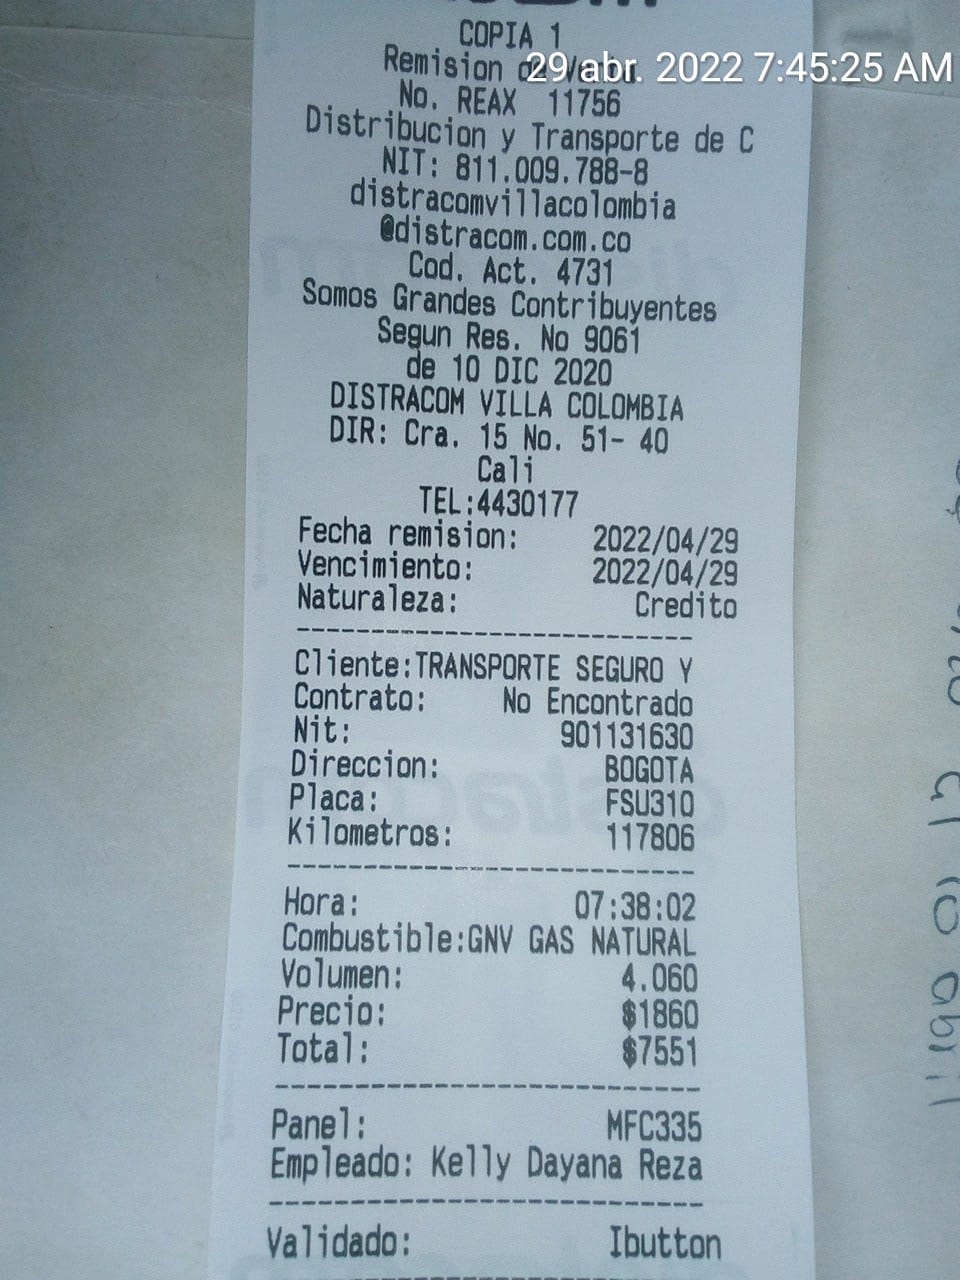 COPIA 1
Remision de Venta.
29 abr. 2022 7:45:25 AM
No. REAX 11756
Distribucion y Transporte de C
NIT: 811.009.788-8
distracomvillacolombia
@distracom.com.co
Cod. Act. 4731
Somos Grandes Contribuyentes
Segun Res. No 9061
de 10 DIC 2020
DISTRACOM VILLA COLOMBIA
DIR: Cra. 15 No. 51- 40
Cali
TEL:4430177
Fecha remision: 2022/04/29
Vencimiento: 2022/04/29
Naturaleza: Credito
Cliente:TRANSPORTE SEGURO Y
Contrato: No Encontrado
Nit: 901131630
Direccion: BOGOTA
Placa: FSU310
Kilometros: 117806
Hora: 07:38:02
Combustible:GNV GAS NATURAL
Volumen: 4.060
Precio: $1860
Total: $7551
Panel: MFC335
Empleado: Kelly Dayana Reza
Validado: Ibutton
abril